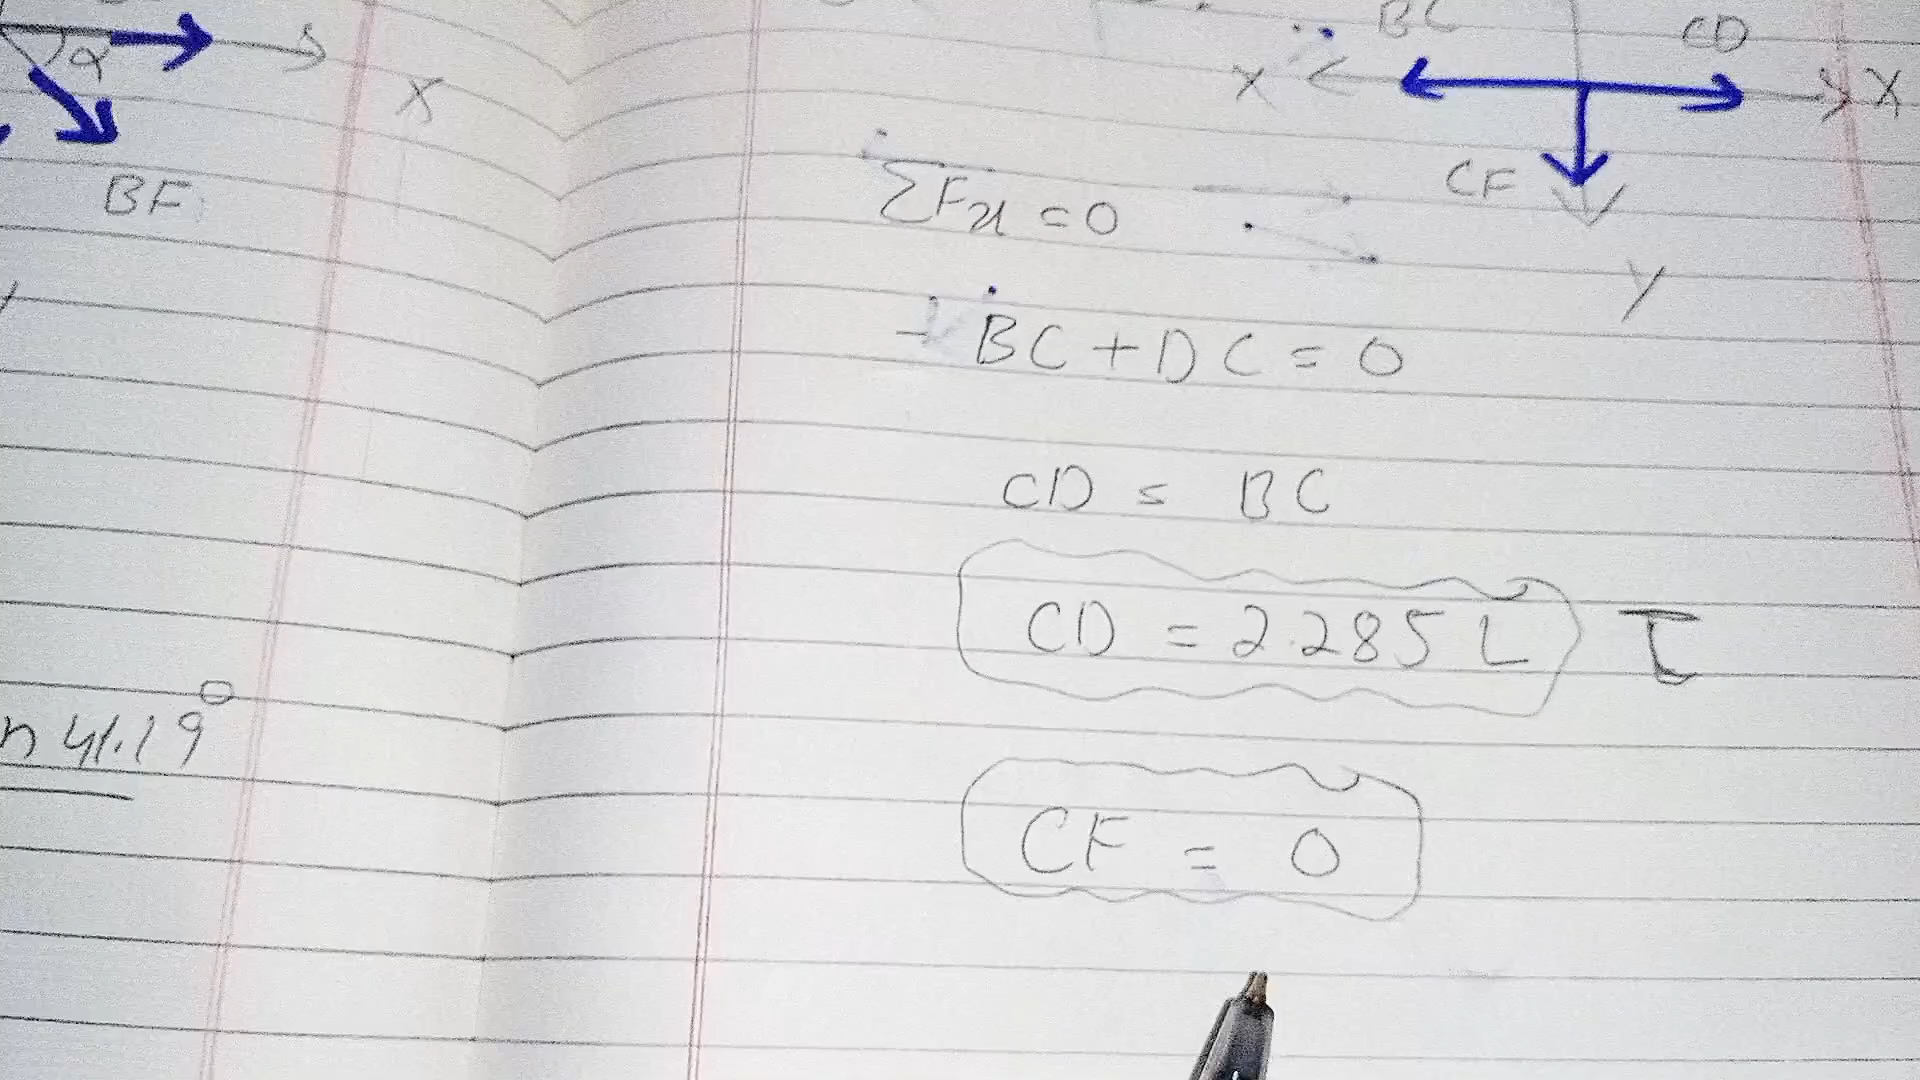 α
X
BF
n 41.19°
BC
CD
X
X
CF
Y
ΣFx = 0
- BC + DC = 0
CD = BC
CD = 2.285 L T
CF = 0